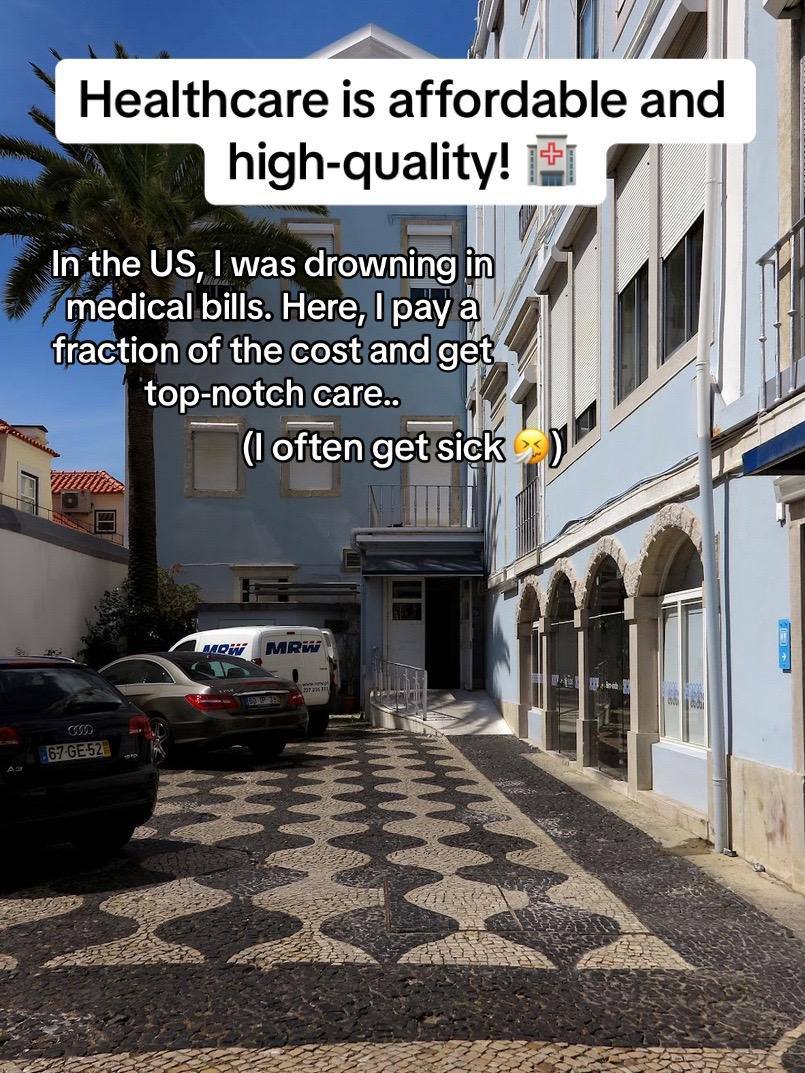 Healthcare is affordable and
high-quality! 🏥
In the US, I was drowning in
medical bills. Here, I pay a
fraction of the cost and get
top-notch care..
(I often get sick 🤧)
MRW MRW
67-GE-52
A3